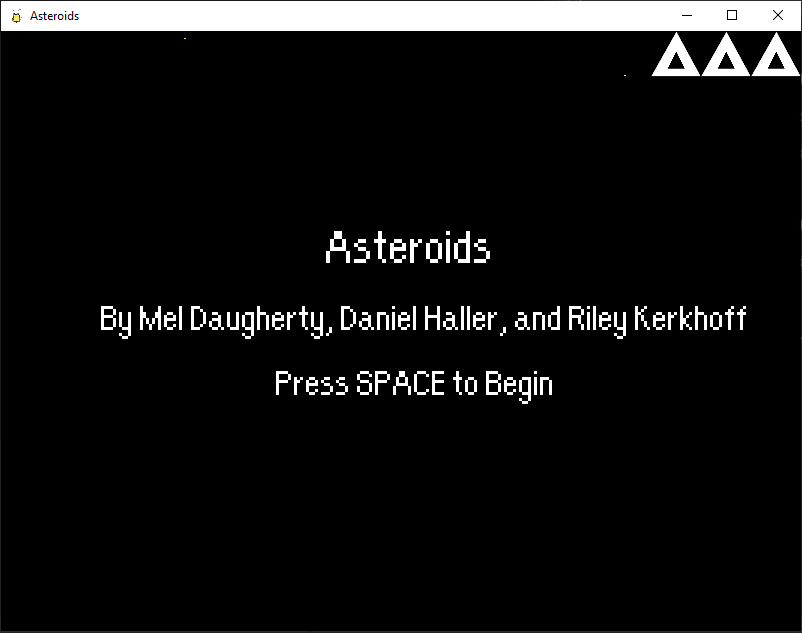 Asteroids
Asteroids
By Mel Daugherty, Daniel Haller, and Riley Kerkhoff
Press SPACE to Begin